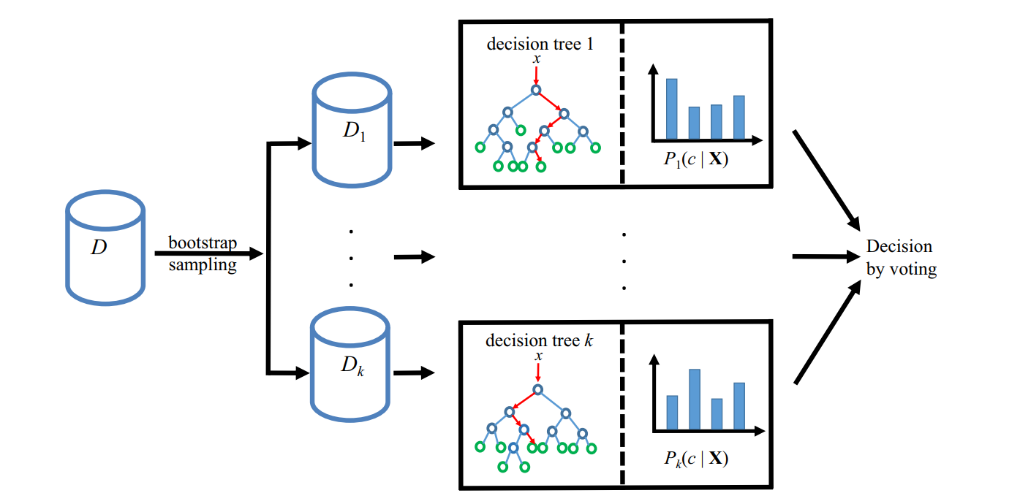 decision tree 1
x
D₁
P₁(c | X)
D
bootstrap
sampling
Decision
by voting
decision tree k
x
Dₖ
Pₖ(c | X)